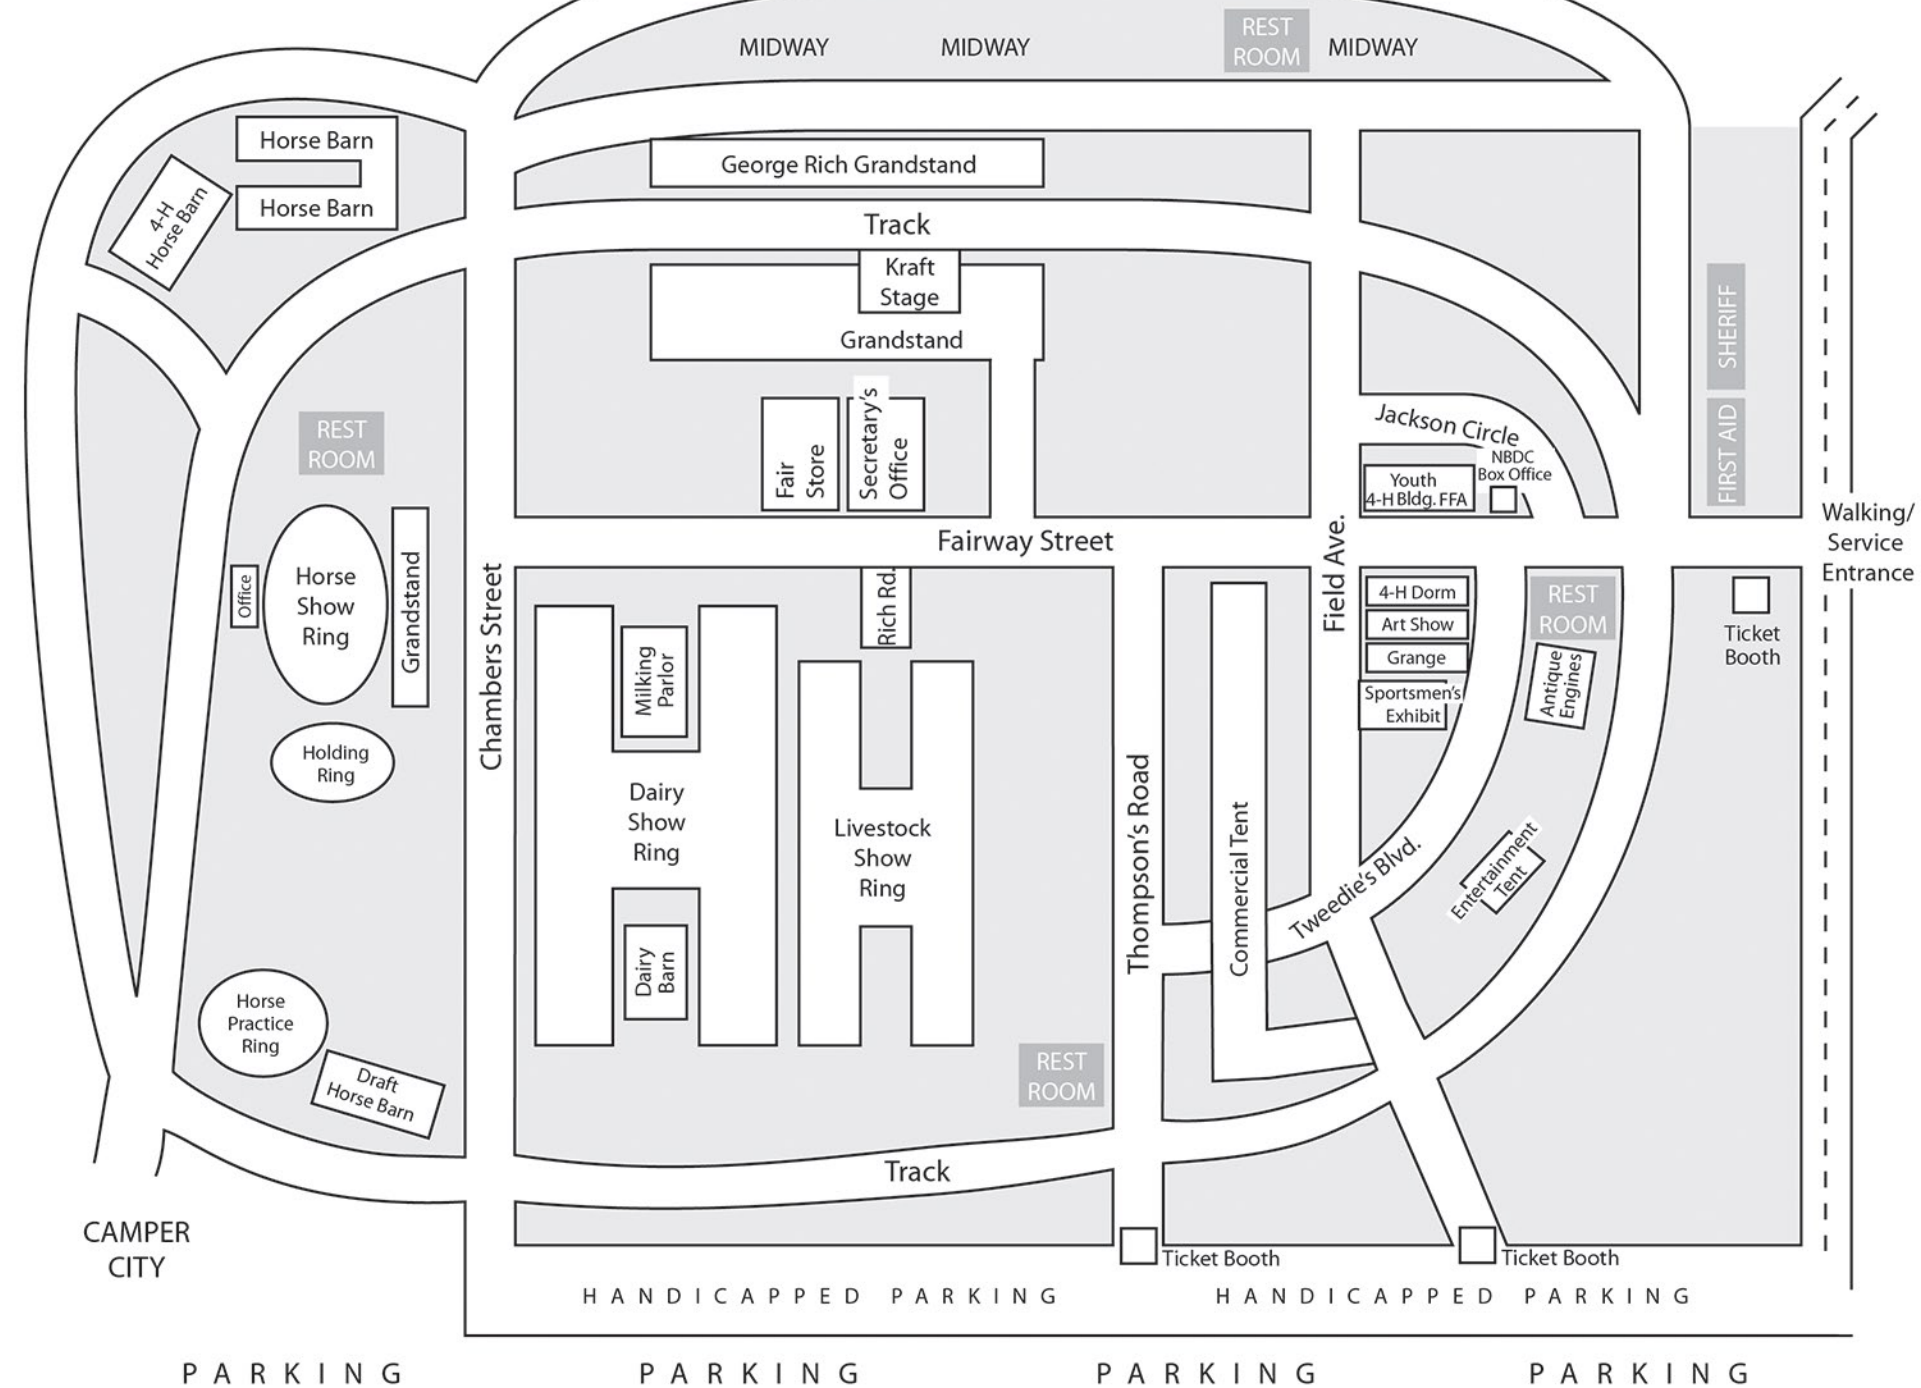 REST
ROOM
MIDWAY
MIDWAY
MIDWAY
Horse Barn
Horse Barn
4-H
Horse Barn
George Rich Grandstand
Track
Kraft
Stage
Grandstand
Fair
Store
Secretary's
Office
Jackson Circle
NBDC
Box Office
Youth
4-H Bldg. FFA
SHERIFF
FIRST AID
Walking/
Service
Entrance
REST
ROOM
Office
Horse
Show
Ring
Grandstand
Holding
Ring
Horse
Practice
Ring
Draft
Horse Barn
Chambers Street
Fairway Street
Field Ave.
Rich Rd.
Milking
Parlor
Dairy
Show
Ring
Dairy
Barn
Livestock
Show
Ring
REST
ROOM
Thompson's Road
Commercial Tent
4-H Dorm
Art Show
Grange
Sportsmen's
Exhibit
REST
ROOM
Antique
Engines
Ticket
Booth
Tweedie's Blvd.
Entertainment
Tent
Track
CAMPER
CITY
Ticket Booth
Ticket Booth
HANDICAPPED PARKING
HANDICAPPED PARKING
PARKING
PARKING
PARKING
PARKING